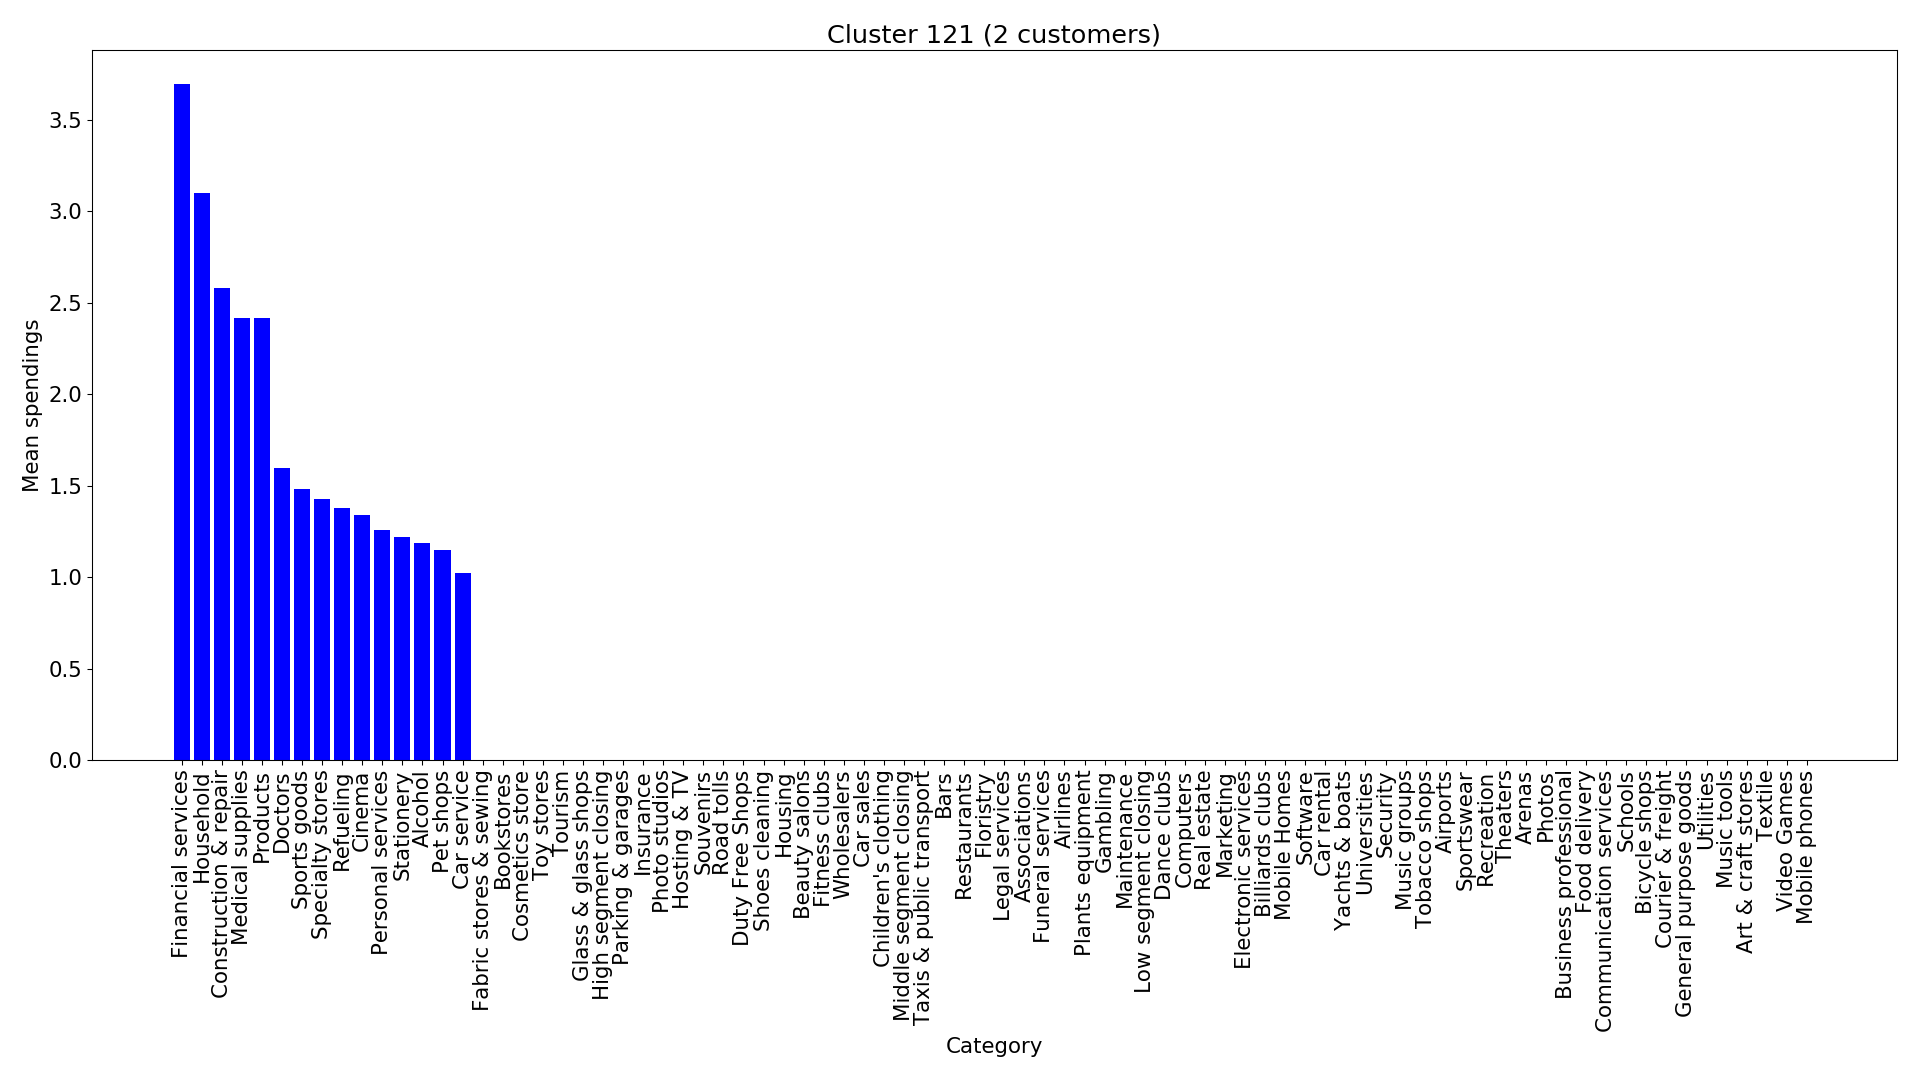 Cluster 121 (2 customers)
Mean spendings
3.5
3.0
2.5
2.0
1.5
1.0
0.5
0.0
Financial services
Household
Construction & repair
Medical supplies
Products
Doctors
Sports goods
Specialty stores
Refueling
Cinema
Personal services
Stationery
Alcohol
Pet shops
Car service
Fabric stores & sewing
Bookstores
Cosmetics store
Toy stores
Tourism
Glass & glass shops
High segment closing
Parking & garages
Insurance
Photo studios
Hosting & TV
Souvenirs
Road tolls
Duty Free Shops
Shoes cleaning
Housing
Beauty salons
Fitness clubs
Wholesalers
Car sales
Children's clothing
Middle segment closing
Taxis & public transport
Bars
Restaurants
Floristry
Legal services
Associations
Funeral services
Airlines
Plants equipment
Gambling
Maintenance
Low segment closing
Dance clubs
Computers
Real estate
Marketing
Electronic services
Billiards clubs
Mobile Homes
Software
Car rental
Yachts & boats
Universities
Security
Music groups
Tobacco shops
Airports
Sportswear
Recreation
Theaters
Arenas
Photos
Business professional
Food delivery
Communication services
Schools
Bicycle shops
Courier & freight
General purpose goods
Utilities
Music tools
Art & craft stores
Textile
Video Games
Mobile phones
Category